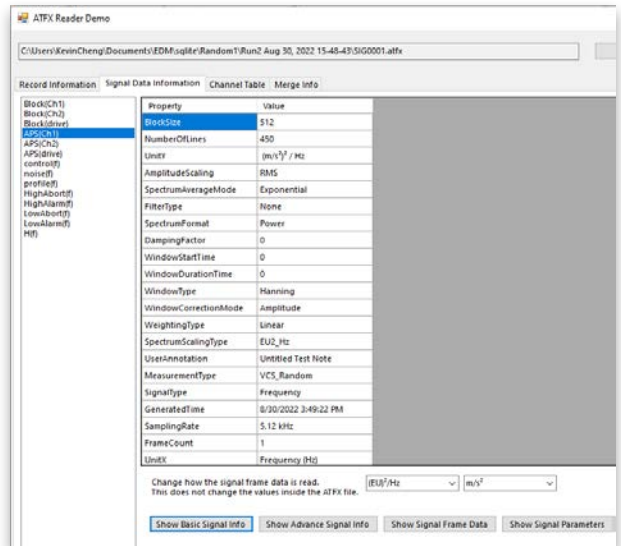 ATFX Reader Demo
C:\Users\KevinCheng\Documents\EDM\sqlite\Random1\Run2 Aug 30, 2022 15-48-43\SIG0001.atfx
Record Information Signal Data Information Channel Table Merge Info
Block(Ch1)
Block(Ch2)
Block(drive)
APS(Ch1)
APS(Ch2)
APS(drive)
control(f)
noise(f)
profile(f)
HighAbort(f)
HighAlarm(f)
LowAbort(f)
LowAlarm(f)
H(f)
Property Value
BlockSize 512
NumberOfLines 450
UnitY (m/s²)² / Hz
AmplitudeScaling RMS
SpectrumAverageMode Exponential
FilterType None
SpectrumFormat Power
DampingFactor 0
WindowStartTime 0
WindowDurationTime 0
WindowType Hanning
WindowCorrectionMode Amplitude
WeightingType Linear
SpectrumScalingType EU2_Hz
UserAnnotation Untitled Test Note
MeasurementType VCS_Random
SignalType Frequency
GeneratedTime 8/30/2022 3:49:22 PM
SamplingRate 5.12 kHz
FrameCount 1
UnitX Frequency (Hz)
Change how the signal frame data is read. (EU)²/Hz m/s²
This does not change the values inside the ATFX file.
Show Basic Signal Info Show Advance Signal Info Show Signal Frame Data Show Signal Parameters